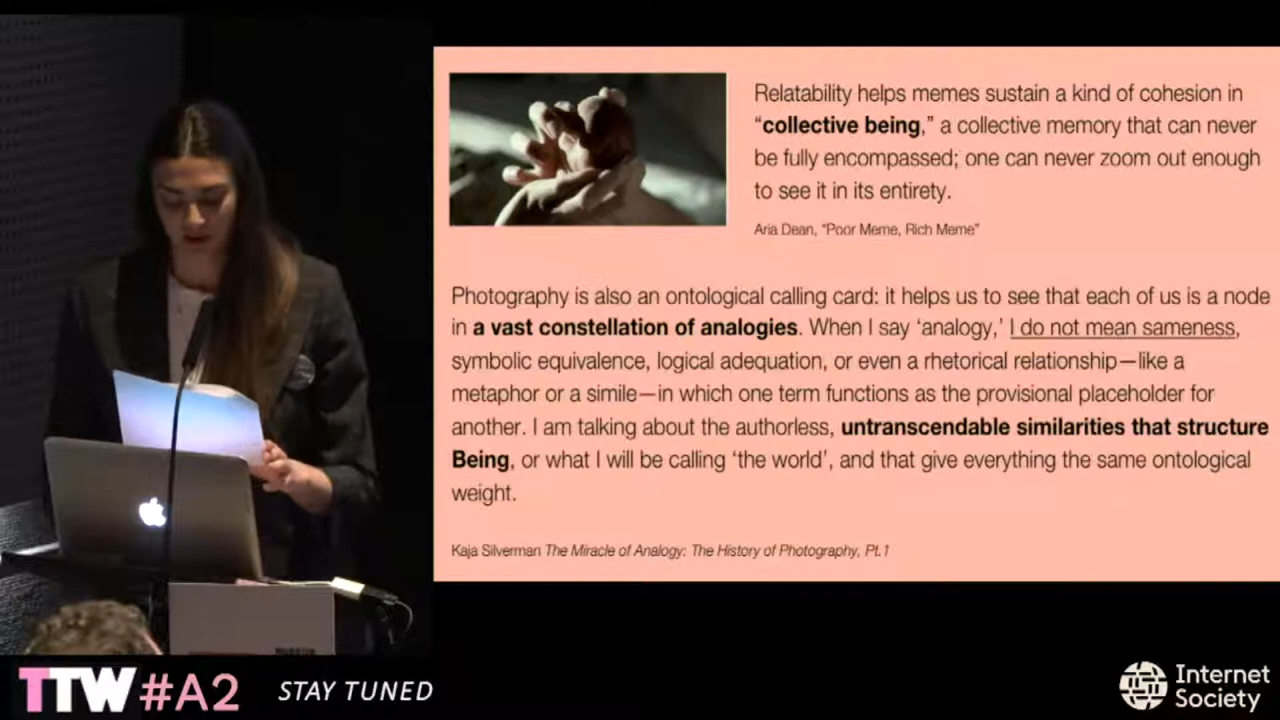 Relatability helps memes sustain a kind of cohesion in
“collective being,” a collective memory that can never
be fully encompassed; one can never zoom out enough
to see it in its entirety.
Aria Dean, “Poor Meme, Rich Meme”
Photography is also an ontological calling card: it helps us to see that each of us is a node
in a vast constellation of analogies. When I say ‘analogy,’ I do not mean sameness,
symbolic equivalence, logical adequation, or even a rhetorical relationship—like a
metaphor or a simile—in which one term functions as the provisional placeholder for
another. I am talking about the authorless, untranscendable similarities that structure
Being, or what I will be calling ‘the world’, and that give everything the same ontological
weight.
Kaja Silverman The Miracle of Analogy: The History of Photography, Pt.1
TTW#A2
STAY TUNED
Internet
Society